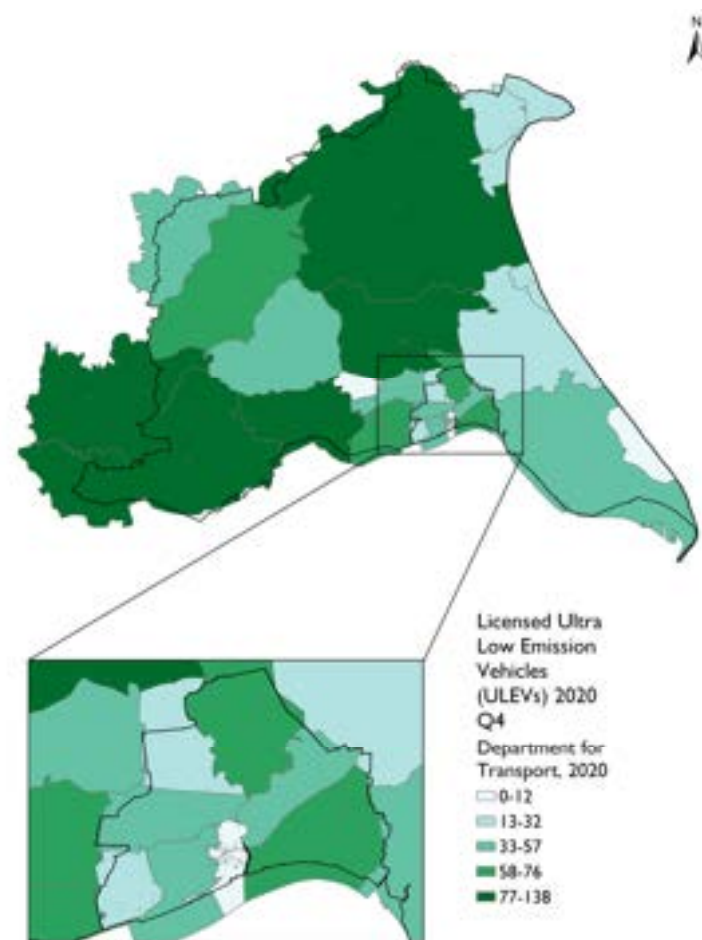 N
Licensed Ultra
Low Emission
Vehicles
(ULEVs) 2020
Q4
Department for
Transport, 2020
0-12
13-32
33-57
58-76
77-138